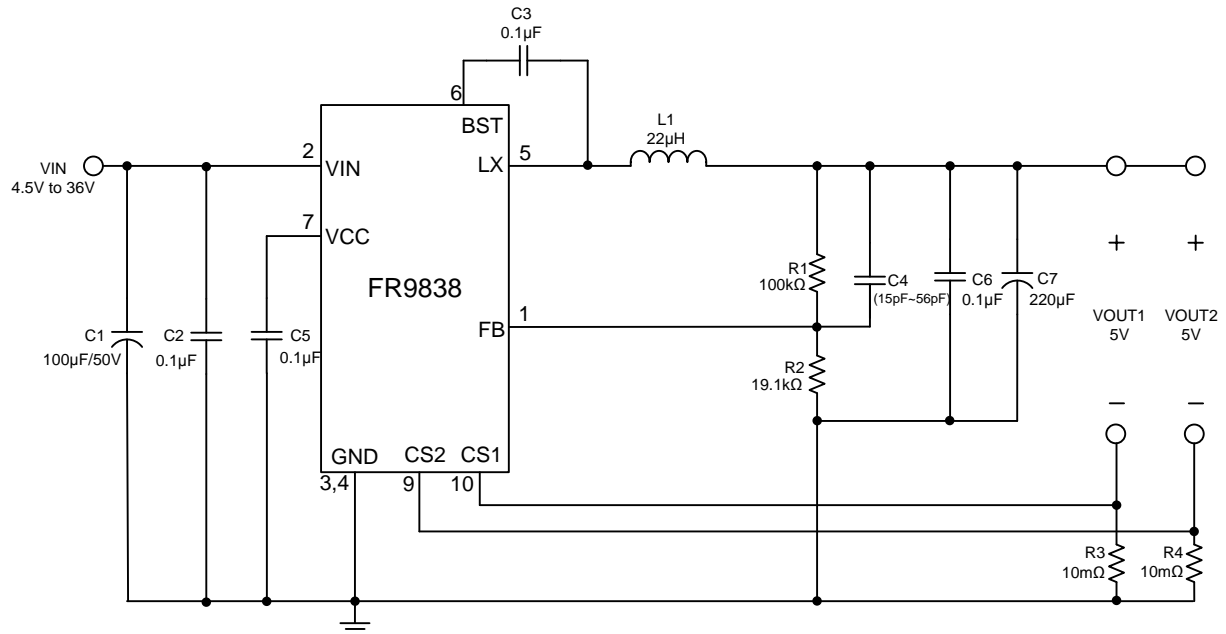 C3
0.1µF
6
BST
L1
22µH
2
VIN
5
LX
VIN
4.5V to 36V
7
VCC
FR9838
R1
100kΩ
C4
(15pF~56pF)
C6
0.1µF
C7
220µF
+
+
VOUT1
5V
VOUT2
5V
1
FB
C1
100µF/50V
C2
0.1µF
C5
0.1µF
R2
19.1kΩ
−
−
GND
3,4
CS2
9
CS1
10
R3
10mΩ
R4
10mΩ